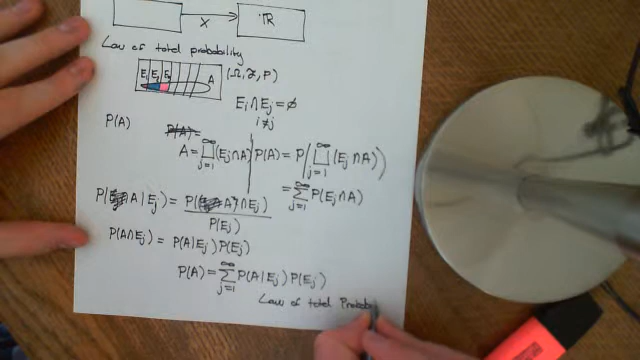 X
ℝ
Law of total probability
E₁ E₂ E₃ A (Ω, F, P)
Eᵢ ∩ Eⱼ = ∅
i ≠ j
P(A)
P(A) =
A = ∐_{j=1}^{∞} (Eⱼ ∩ A)
P(A) = P(∐_{j=1}^{∞} (Eⱼ ∩ A))
= ∑_{j=1}^{∞} P(Eⱼ ∩ A)
P(A | Eⱼ) = P(A ∩ Eⱼ) / P(Eⱼ)
P(A ∩ Eⱼ) = P(A | Eⱼ) P(Eⱼ)
P(A) = ∑_{j=1}^{∞} P(A | Eⱼ) P(Eⱼ)
Law of total Probab